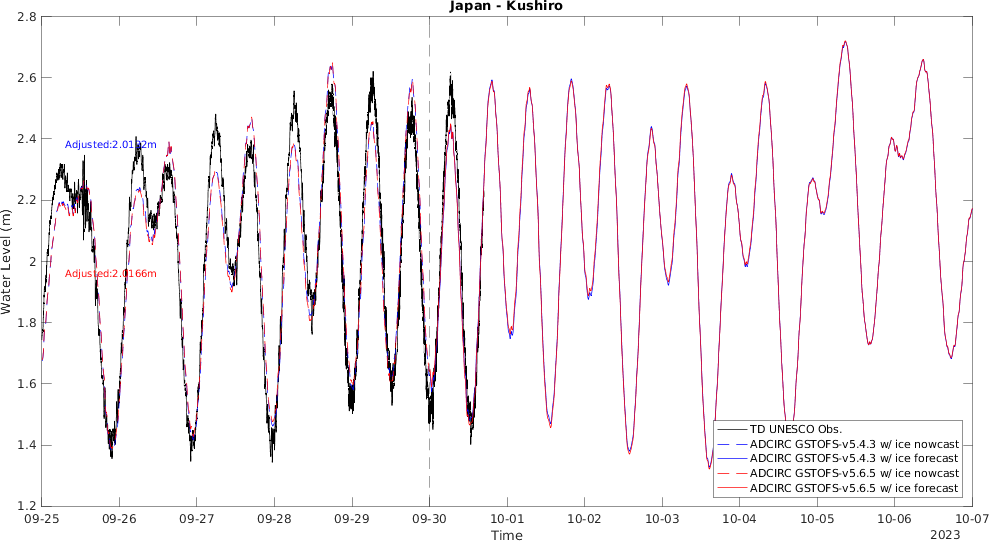 Japan - Kushiro
2.8
2.6
2.4
2.2
2
1.8
1.6
1.4
1.2
Water Level (m)
Adjusted:2.0192m
Adjusted:2.0166m
TD UNESCO Obs.
ADCIRC GSTOFS-v5.4.3 w/ ice nowcast
ADCIRC GSTOFS-v5.4.3 w/ ice forecast
ADCIRC GSTOFS-v5.6.5 w/ ice nowcast
ADCIRC GSTOFS-v5.6.5 w/ ice forecast
09-25 09-26 09-27 09-28 09-29 09-30 10-01 10-02 10-03 10-04 10-05 10-06 10-07
Time
2023